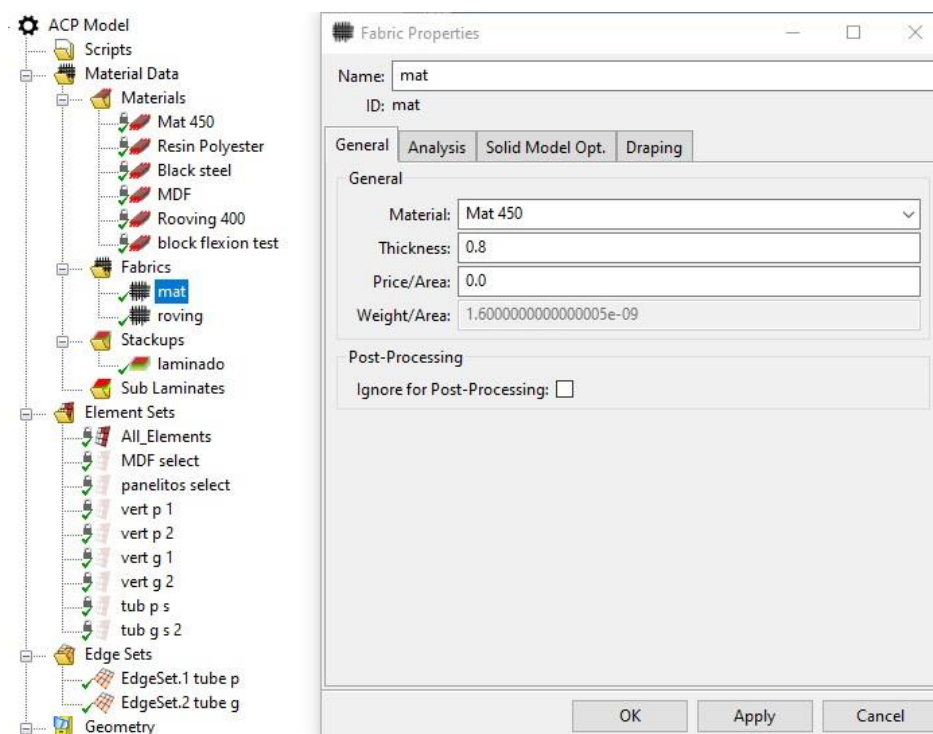 ACP Model
Scripts
Material Data
Materials
Mat 450
Resin Polyester
Black steel
MDF
Rooving 400
block flexion test
Fabrics
mat
roving
Stackups
laminado
Sub Laminates
Element Sets
All_Elements
MDF select
panelitos select
vert p 1
vert p 2
vert g 1
vert g 2
tub p s
tub g s 2
Edge Sets
EdgeSet.1 tube p
EdgeSet.2 tube g
Geometry
Fabric Properties
Name: mat
ID: mat
General Analysis Solid Model Opt. Draping
General
Material: Mat 450
Thickness: 0.8
Price/Area: 0.0
Weight/Area: 1.6000000000000005e-09
Post-Processing
Ignore for Post-Processing:
OK Apply Cancel